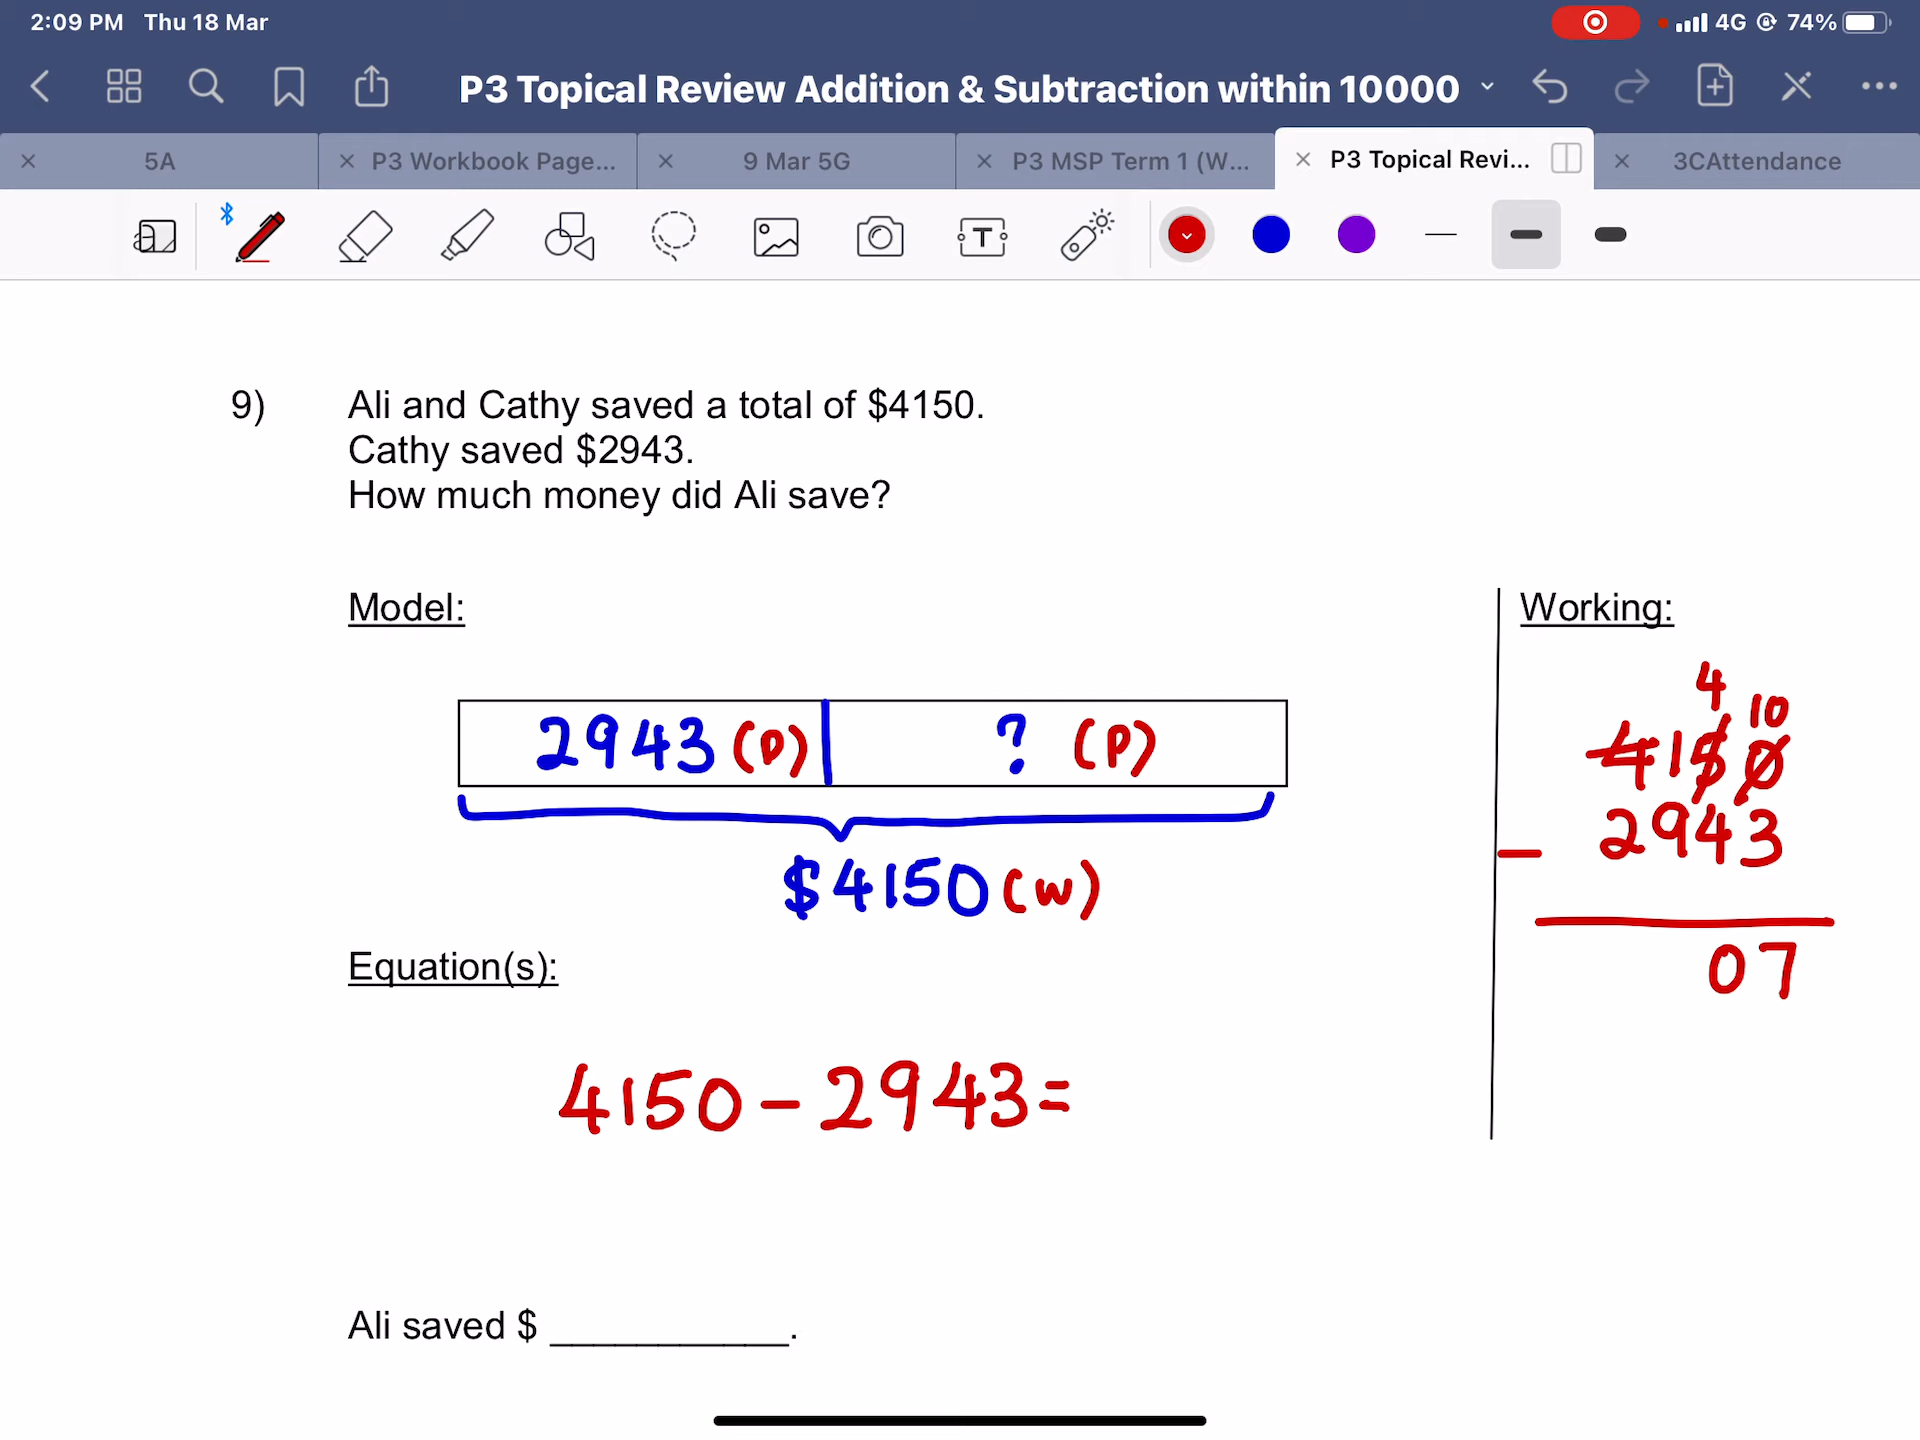 2:09 PM Thu 18 Mar
4G 74%
P3 Topical Review Addition & Subtraction within 10000
5A
P3 Workbook Page...
9 Mar 5G
P3 MSP Term 1 (W...
P3 Topical Revi...
3CAttendance
T
9) Ali and Cathy saved a total of $4150.
Cathy saved $2943.
How much money did Ali save?
Model:
2943 (P) ? (P)
$4150 (W)
Working:
4 10
4150
- 2943
07
Equation(s):
4150 - 2943 =
Ali saved $ ___________.